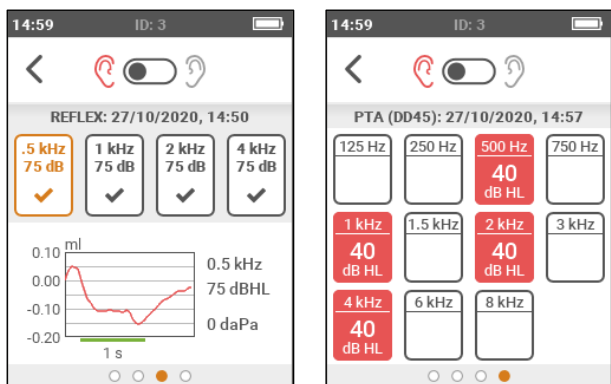 14:59 ID: 3
REFLEX: 27/10/2020, 14:50
.5 kHz 1 kHz 2 kHz 4 kHz
75 dB 75 dB 75 dB 75 dB
ml
0.10
0.00
-0.10
-0.20
1 s
0.5 kHz
75 dBHL
0 daPa
14:59 ID: 3
PTA (DD45): 27/10/2020, 14:57
125 Hz 250 Hz 500 Hz 750 Hz
40
dB HL
1 kHz 1.5 kHz 2 kHz 3 kHz
40 40
dB HL dB HL
4 kHz 6 kHz 8 kHz
40
dB HL